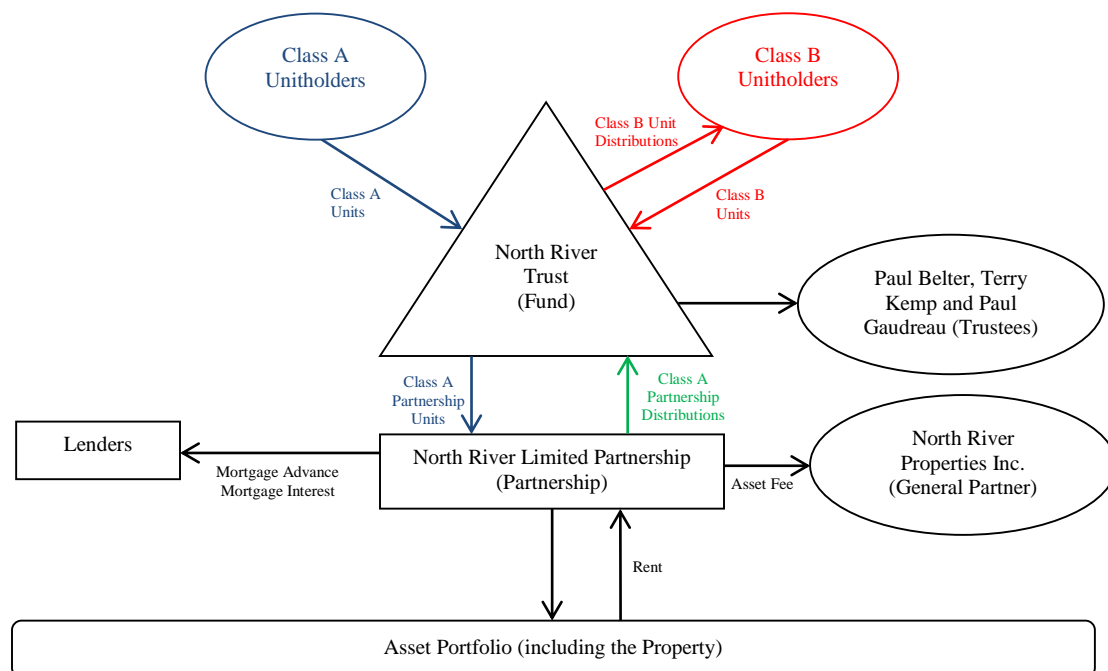 Class A
Unitholders
Class B
Unitholders
Class B Unit
Distributions
Class A
Units
Class B
Units
North River
Trust
(Fund)
Paul Belter, Terry
Kemp and Paul
Gaudreau (Trustees)
Class A
Partnership
Units
Class A
Partnership
Distributions
Lenders
Mortgage Advance
Mortgage Interest
North River Limited Partnership
(Partnership)
Asset Fee
North River
Properties Inc.
(General Partner)
Rent
Asset Portfolio (including the Property)